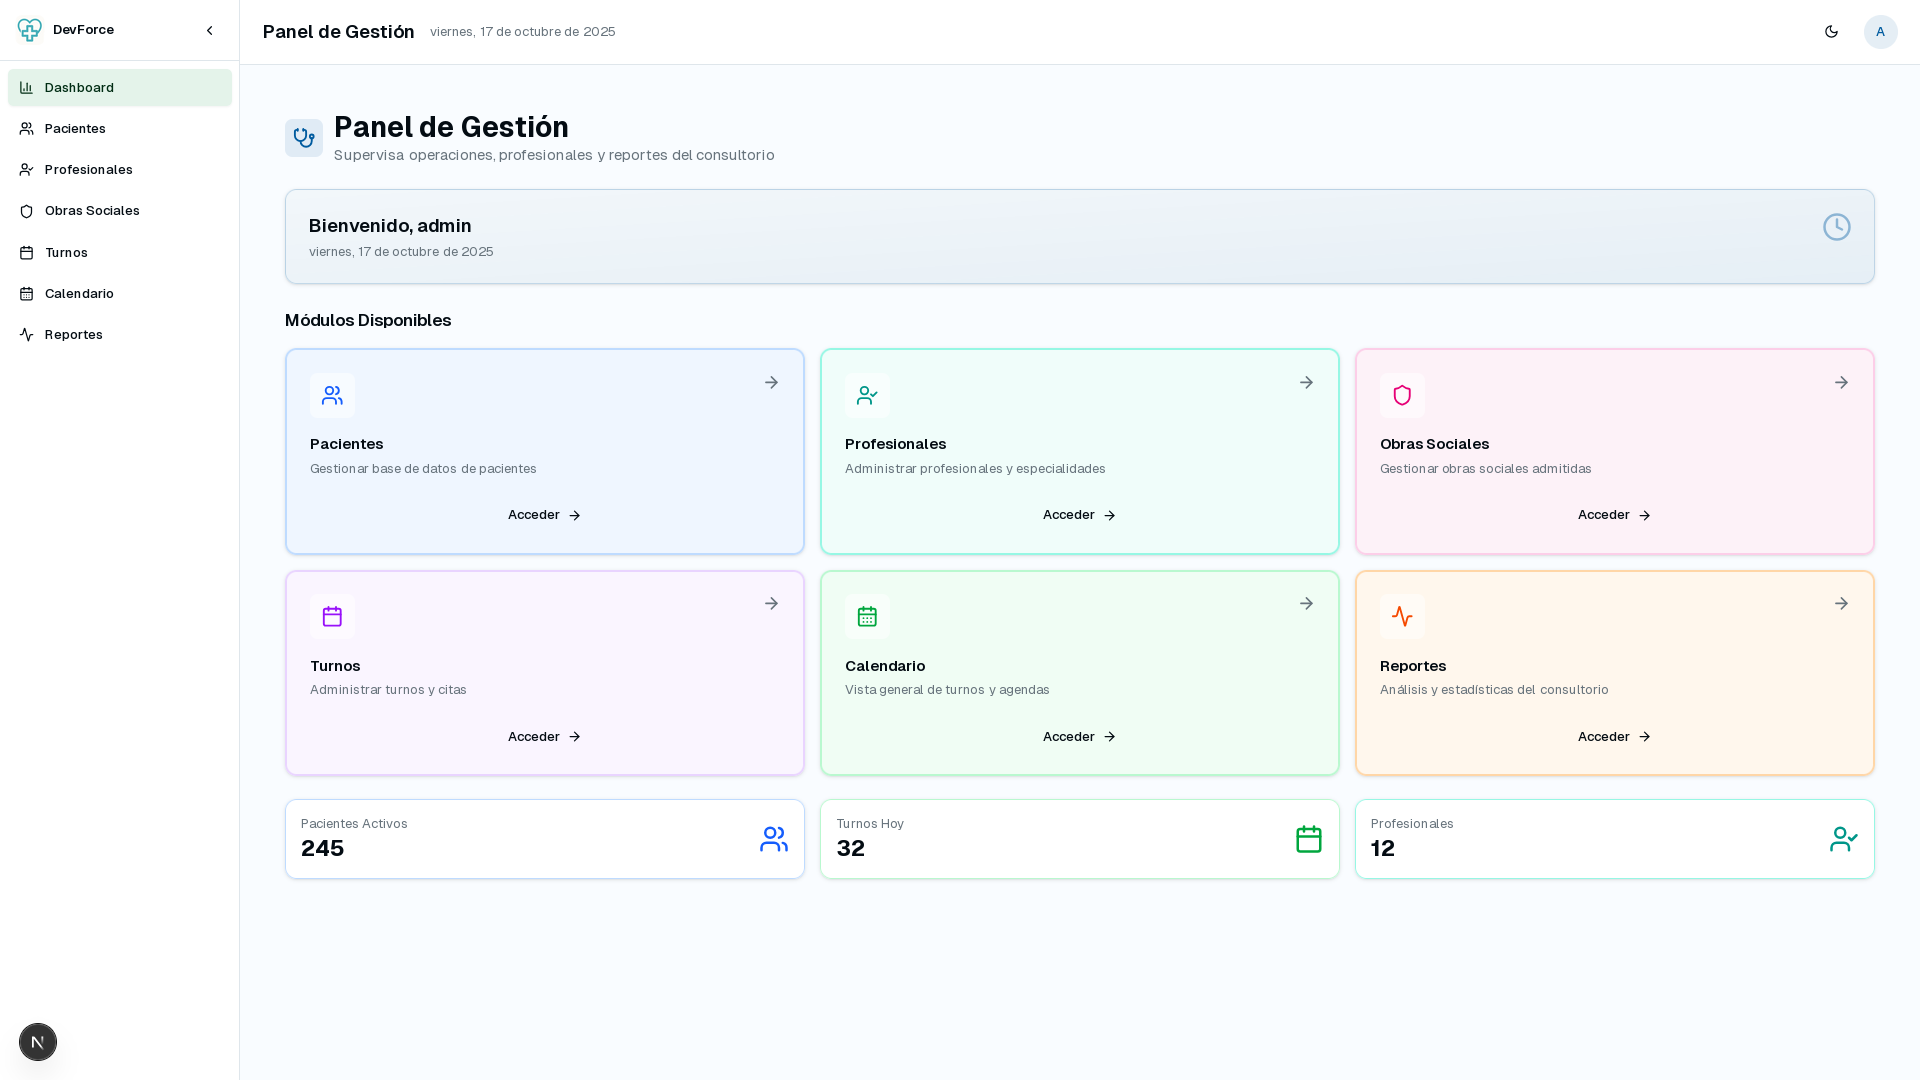 DevForce
Dashboard
Pacientes
Profesionales
Obras Sociales
Turnos
Calendario
Reportes
N
Panel de Gestión
viernes, 17 de octubre de 2025
A
Panel de Gestión
Supervisa operaciones, profesionales y reportes del consultorio
Bienvenido, admin
viernes, 17 de octubre de 2025
Módulos Disponibles
Pacientes
Gestionar base de datos de pacientes
Acceder
Profesionales
Administrar profesionales y especialidades
Acceder
Obras Sociales
Gestionar obras sociales admitidas
Acceder
Turnos
Administrar turnos y citas
Acceder
Calendario
Vista general de turnos y agendas
Acceder
Reportes
Análisis y estadísticas del consultorio
Acceder
Pacientes Activos
245
Turnos Hoy
32
Profesionales
12